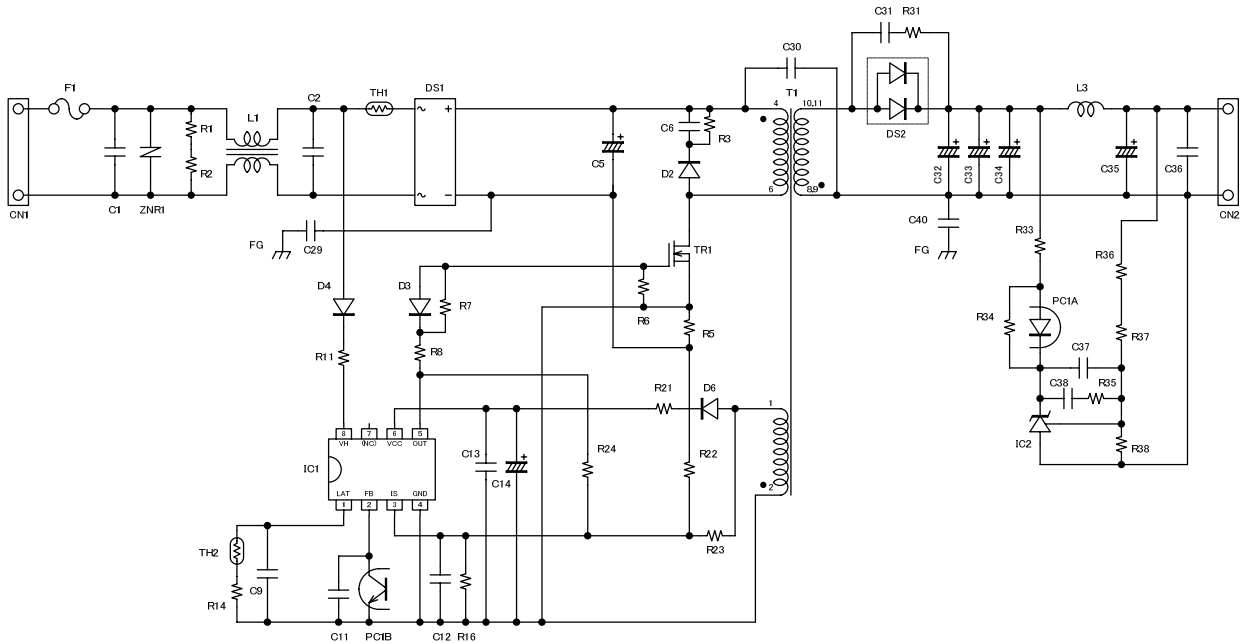 C31 R31
C30
F1
L1
C2
TH1
DS1
T1
4
10,11
DS2
L3
R1
R2
~
+
~
−
C5
+
C6
R3
D2
6
8,9
+
C32
+
C33
+
C34
+
C35
C36
CN1
C1
ZNR1
CN2
FG
C29
TR1
C40
FG
R33
R36
D4
D3
R7
R6
R5
PC1A
R34
R37
R11
R8
C37
C38
R35
R21
D6
1
IC2
R38
8
7
6
5
VH
(NC)
VCC
OUT
IC1
C13
+
C14
R24
R22
2
LAT
FB
IS
GND
1
2
3
4
R23
TH2
C9
R14
C11
PC1B
C12
R16